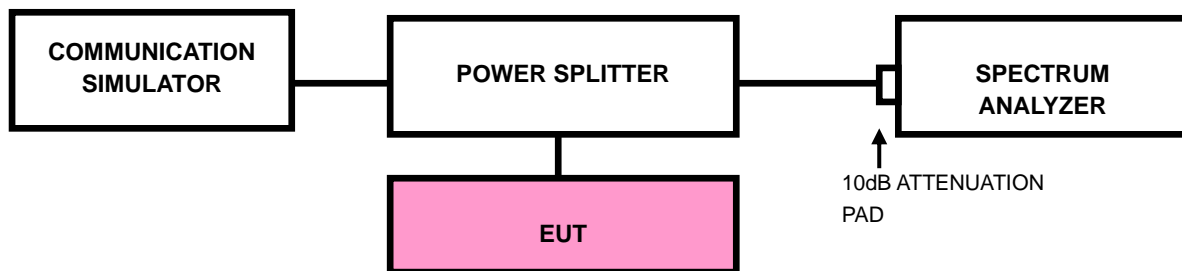 COMMUNICATION
SIMULATOR
POWER SPLITTER
SPECTRUM
ANALYZER
10dB ATTENUATION
PAD
EUT